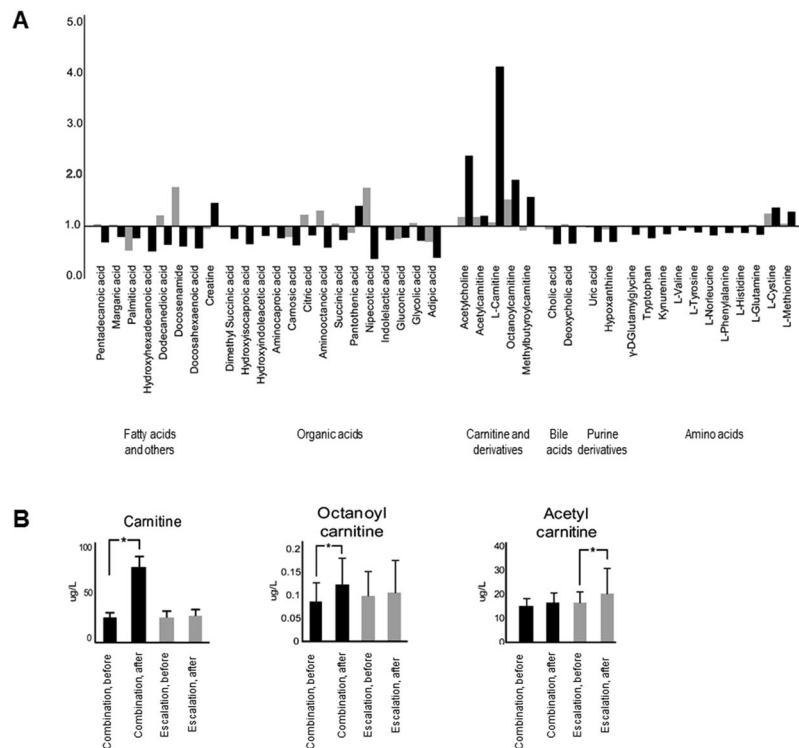 A
5.0
4.0
3.0
2.0
1.0
0.0
Pentadecanoic acid
Margaric acid
Palmitic acid
Hydroxyhexadecanoic acid
Dodecanedioic acid
Docosenamide
Docosahexaenoic acid
Creatine
Dimethyl Succinic acid
Hydroxyisocaproic acid
Hydroxyindoleacetic acid
Aminocaproic acid
Carnosic acid
Citric acid
Aminooctanoic acid
Succinic acid
Pantothenic acid
Nipecotic acid
Indolelactic acid
Gluconic acid
Glycolic acid
Adipic acid
Acetylcholine
Acetylcarnitine
L-Carnitine
Octanoylcarnitine
Methylbutyroylcarnitine
Cholic acid
Deoxycholic acid
Uric acid
Hypoxanthine
γ-D-Glutamylglycine
Tryptophan
Kynurenine
L-Valine
L-Tyrosine
L-Norleucine
L-Phenylalanine
L-Histidine
L-Glutamine
L-Cystine
L-Methionine
Fatty acids
and others
Organic acids
Carnitine and
derivatives
Bile
acids
Purine
derivatives
Amino acids
B
Carnitine
100
50
0
ug/L
*
Combination, before
Combination, after
Escalation, before
Escalation, after
Octanoyl
carnitine
0.2
0.15
0.1
0.05
0
ug/L
*
Combination, before
Combination, after
Escalation, before
Escalation, after
Acetyl
carnitine
40
30
20
10
0
ug/L
*
Combination, before
Combination, after
Escalation, before
Escalation, after